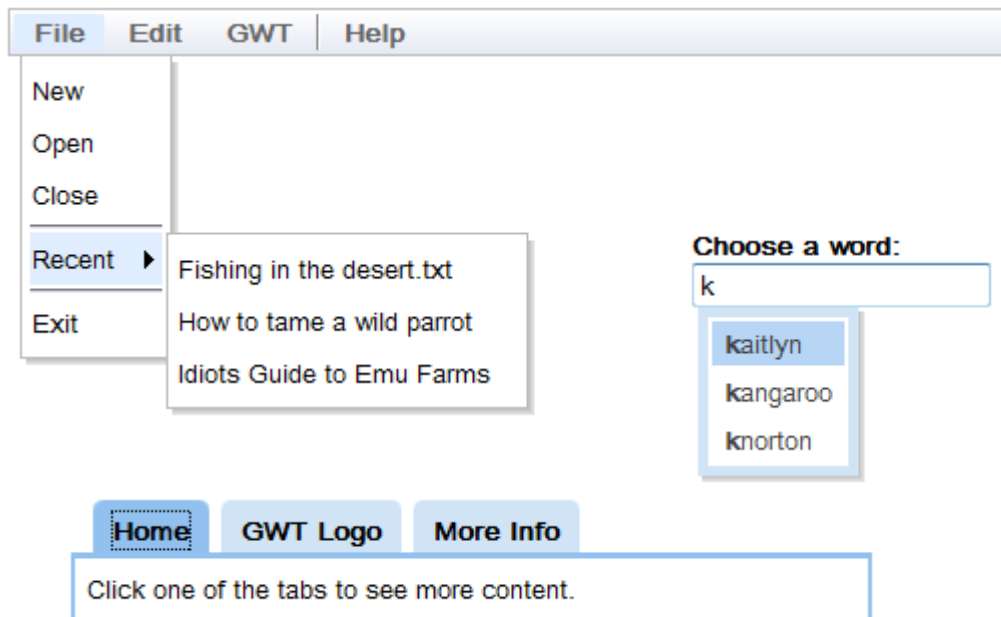 File Edit GWT Help
New
Open
Close
Recent
Exit
Fishing in the desert.txt
How to tame a wild parrot
Idiots Guide to Emu Farms
Choose a word:
k
kaitlyn
kangaroo
knorton
Home GWT Logo More Info
Click one of the tabs to see more content.